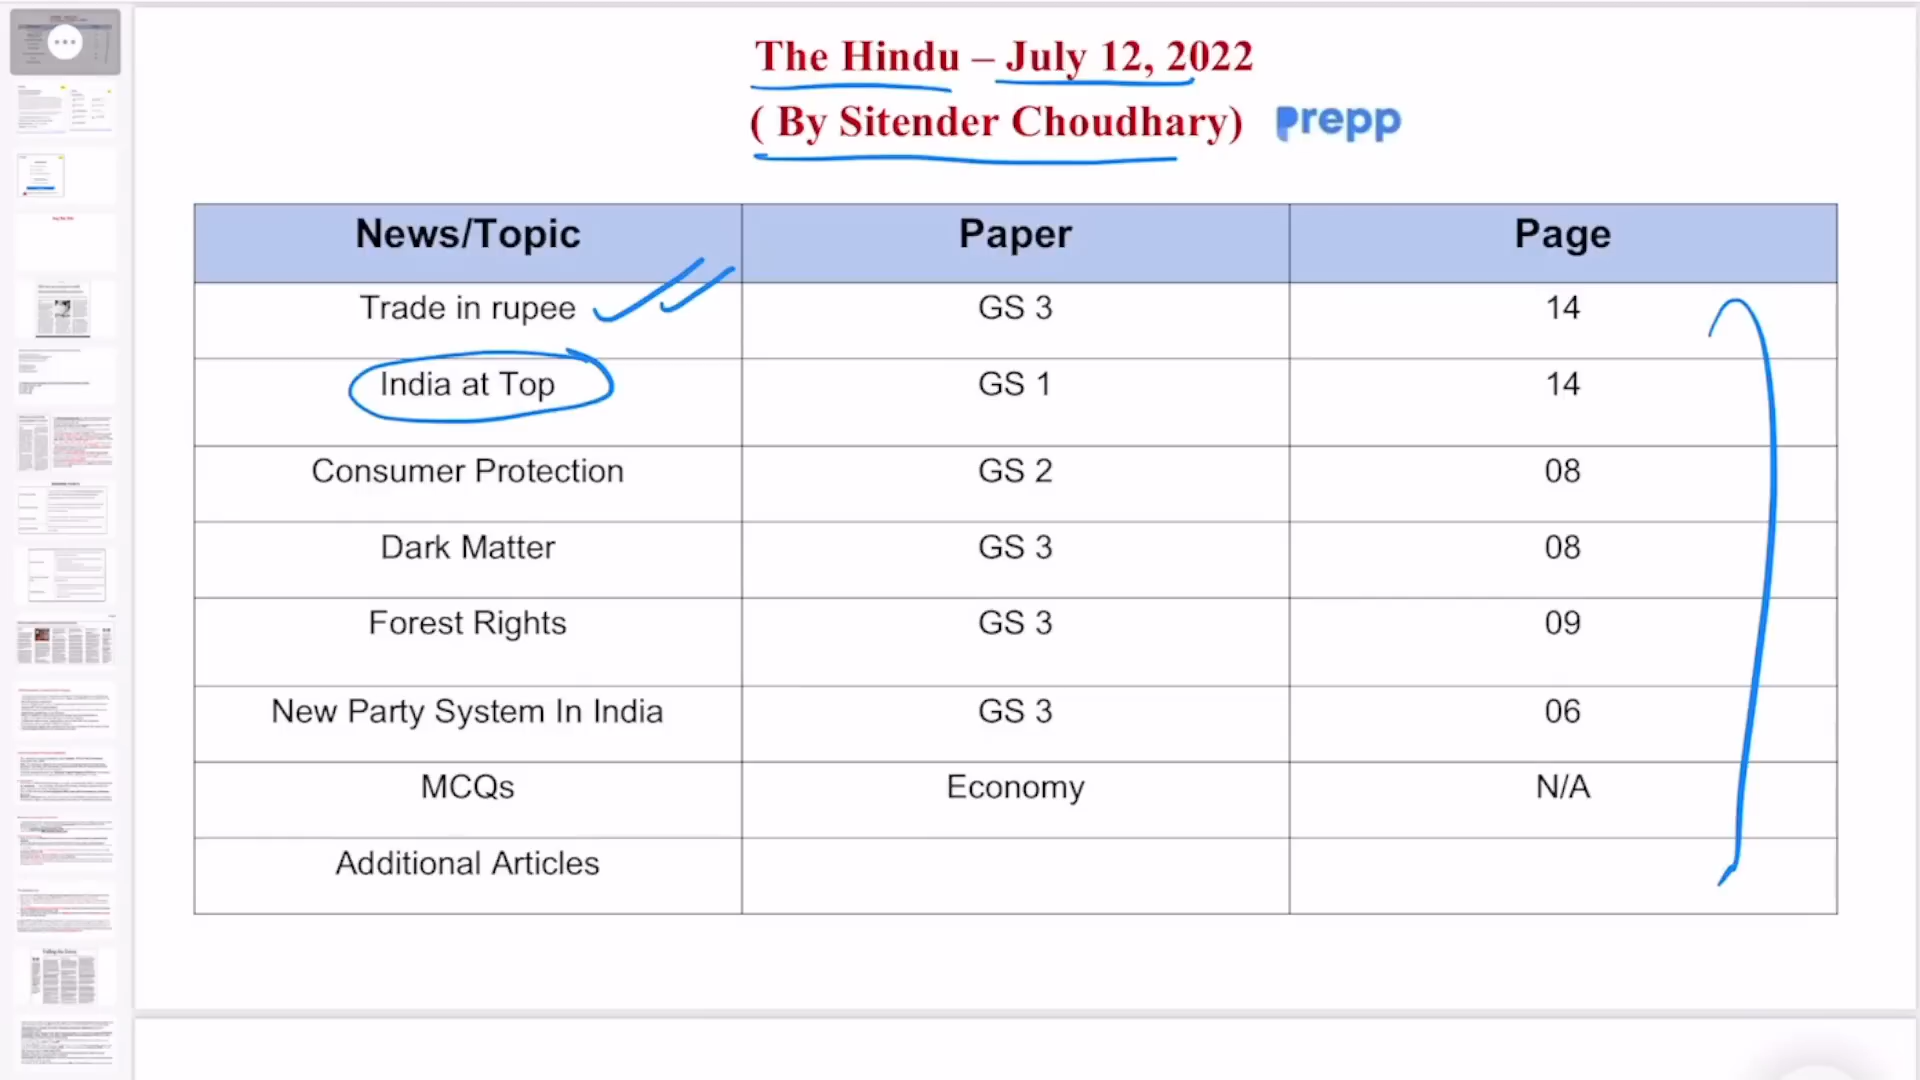 The Hindu – July 12, 2022
( By Sitender Choudhary)
prepp
News/Topic Paper Page
Trade in rupee GS 3 14
India at Top GS 1 14
Consumer Protection GS 2 08
Dark Matter GS 3 08
Forest Rights GS 3 09
New Party System In India GS 3 06
MCQs Economy N/A
Additional Articles